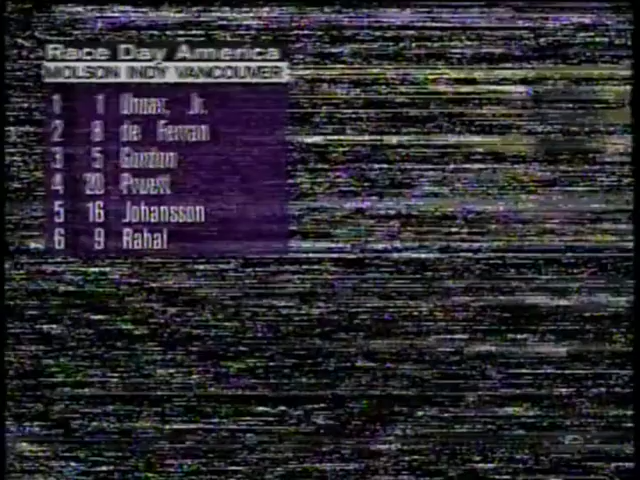 Race Day America
MOLSON INDY VANCOUVER
1 1 Unser, Jr.
2 8 de Ferran
3 5 Gordon
4 20 Pruett
5 16 Johansson
6 9 Rahal